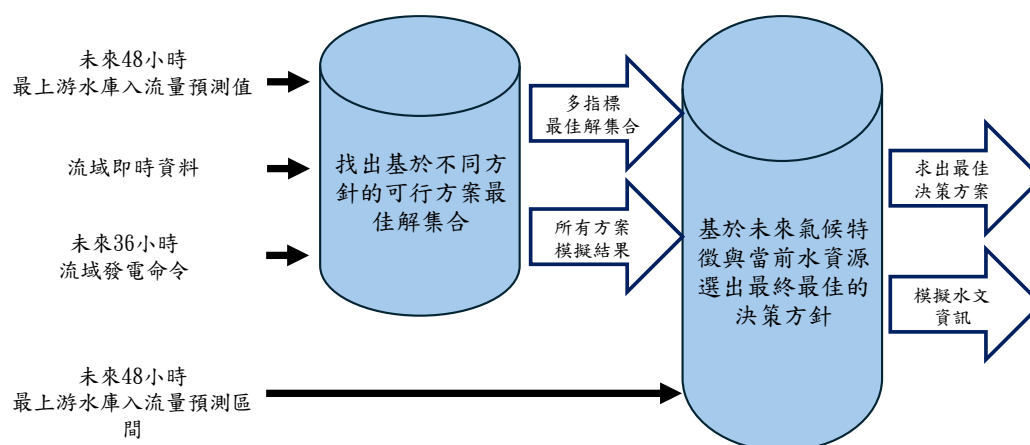 未來48小時
最上游水庫入流量預測值
流域即時資料
未來36小時
流域發電命令
未來48小時
最上游水庫入流量預測區
間
找出基於不同方
針的可行方案最
佳解集合
多指標
最佳解集合
所有方案
模擬結果
基於未來氣候特
徵與當前水資源
選出最終最佳的
決策方針
求出最佳
決策方案
模擬水文
資訊